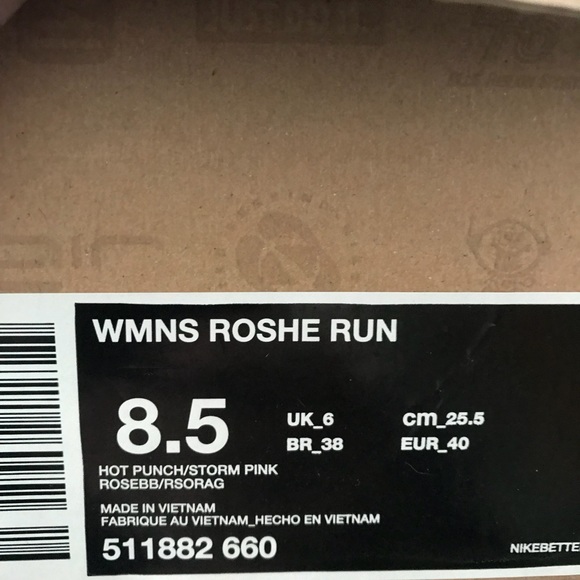 WMNS ROSHE RUN
8.5
UK_6 cm_25.5
BR_38 EUR_40
HOT PUNCH/STORM PINK
ROSEBB/RSORAG
MADE IN VIETNAM
FABRIQUE AU VIETNAM_HECHO EN VIETNAM
511882 660
NIKEBETTE